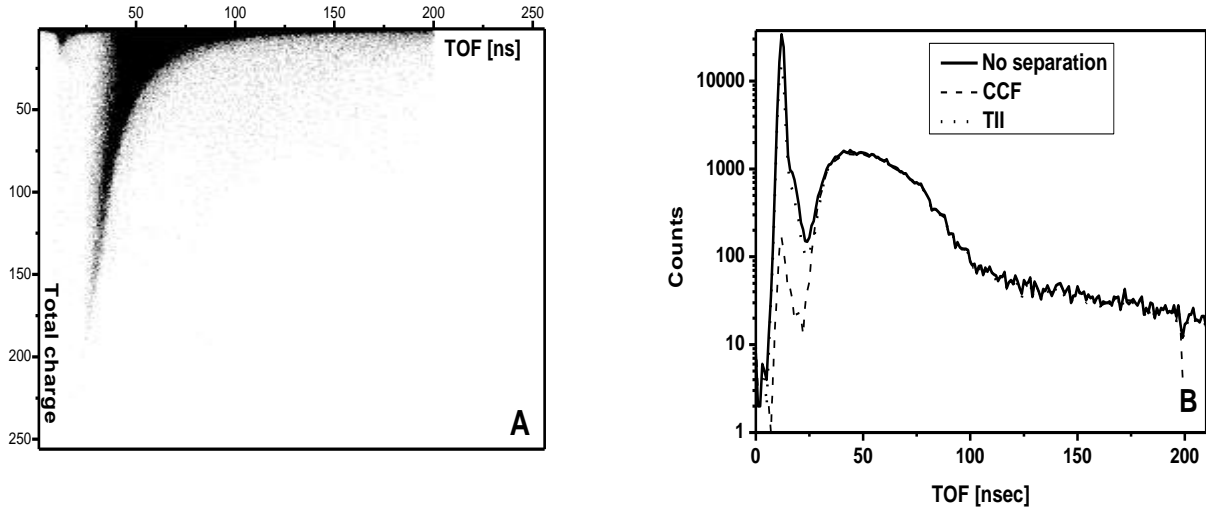 50 100 150 200 250
TOF [ns]
50
100
150
200
250
Total charge
A
No separation
CCF
TII
10000
1000
100
10
1
Counts
B
0 50 100 150 200
TOF [nsec]